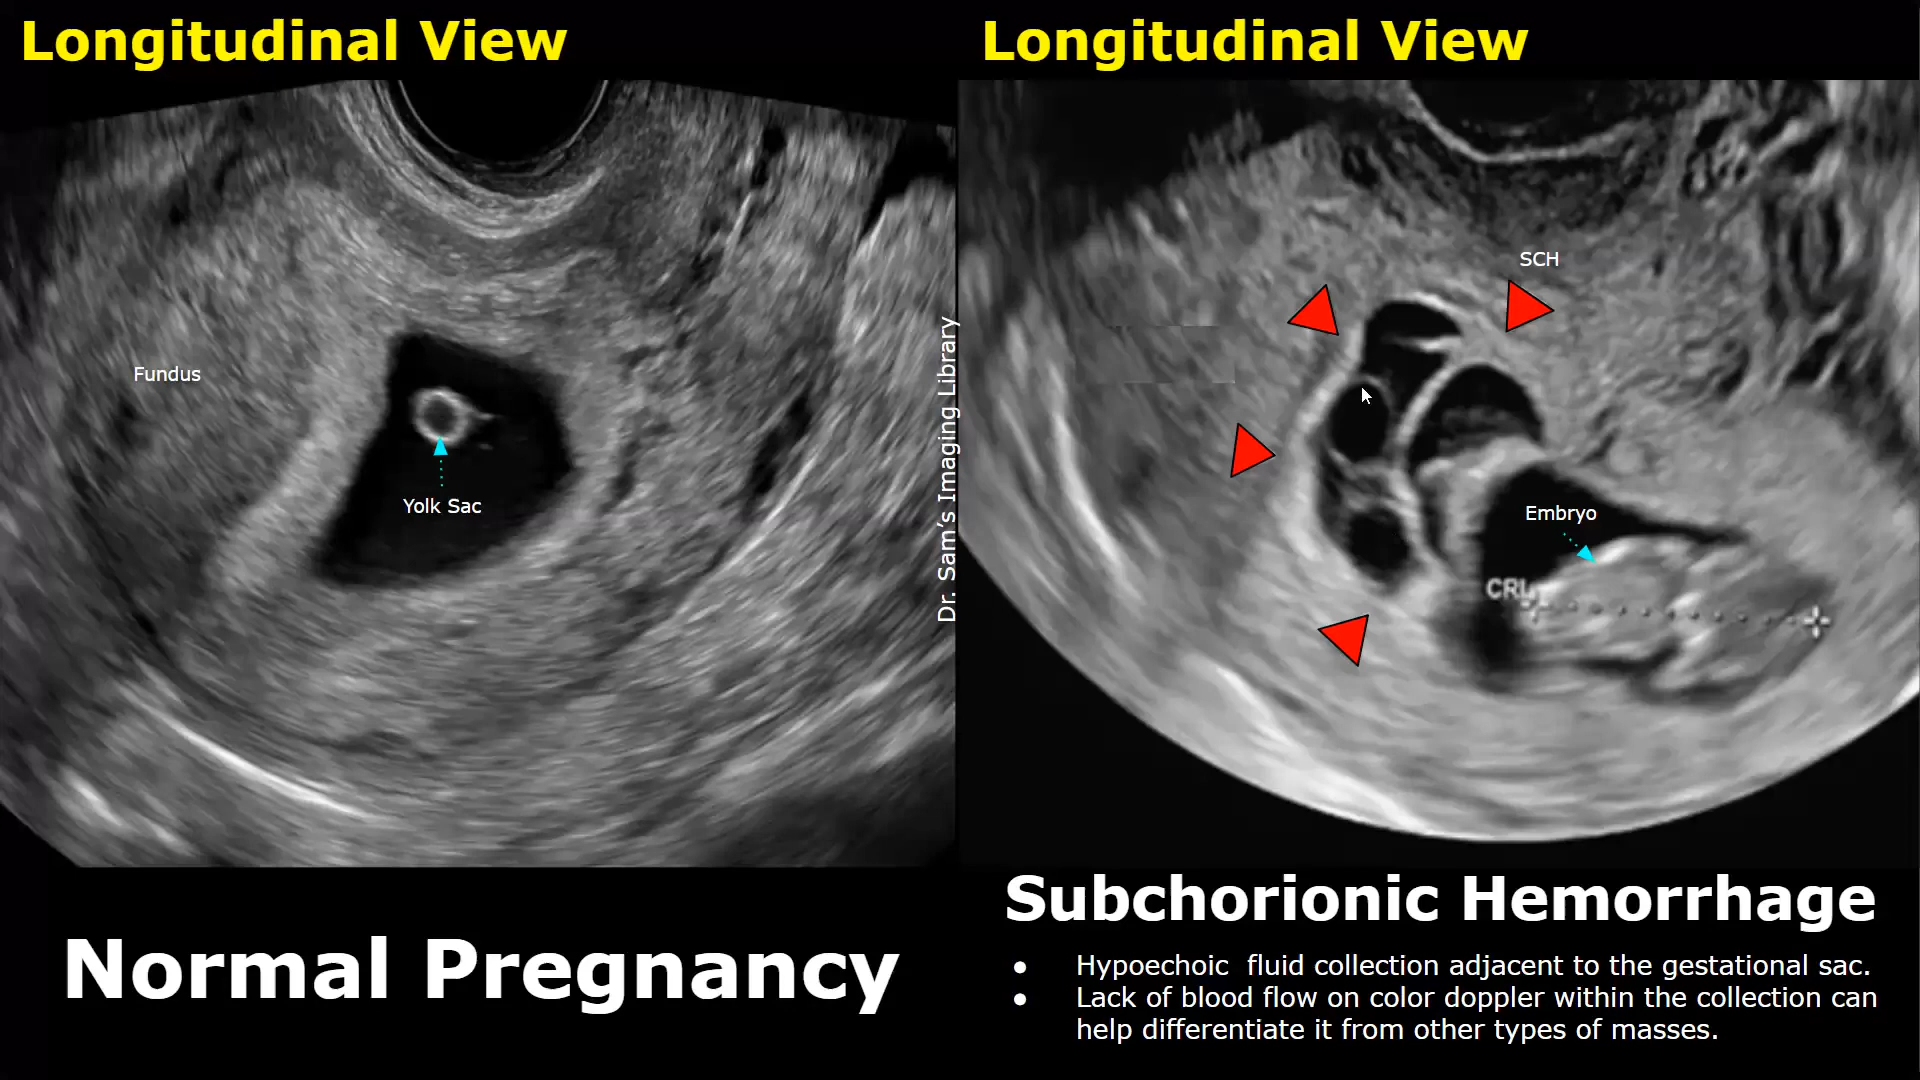 Longitudinal View
Fundus
Yolk Sac
Normal Pregnancy
Dr. Sam's Imaging Library
Longitudinal View
SCH
Embryo
CRL
Subchorionic Hemorrhage
● Hypoechoic  fluid collection adjacent to the gestational sac.
● Lack of blood flow on color doppler within the collection can
help differentiate it from other types of masses.